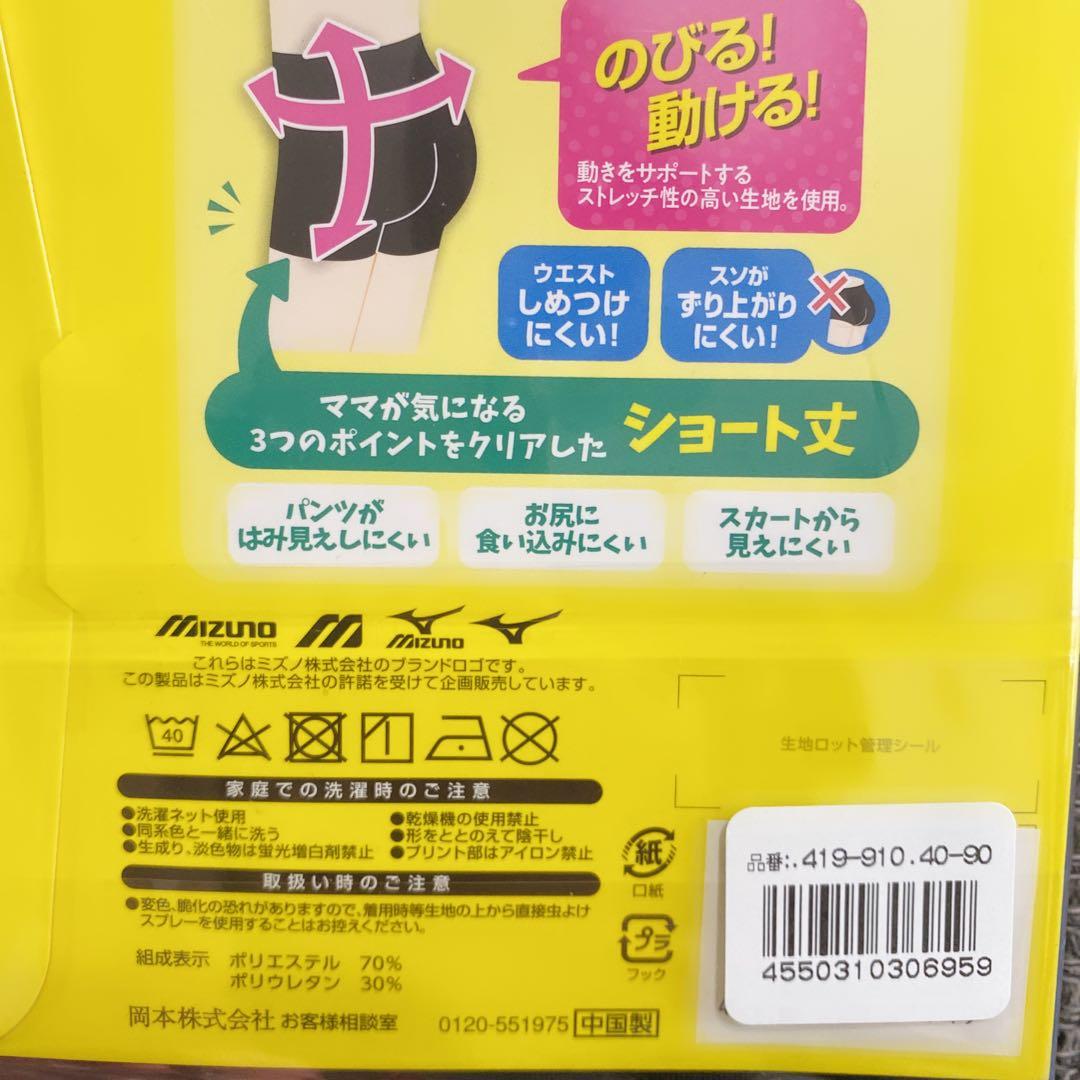 のびる!
動ける!
動きをサポートする
ストレッチ性の高い生地を使用。
ウエスト
しめつけ
にくい!
スソが
ずり上がり
にくい!
ママが気になる
3つのポイントをクリアした
ショート丈
パンツが
はみ見えしにくい
お尻に
食い込みにくい
スカートから
見えにくい
MIZUNO
THE WORLD OF SPORTS
MIZUNO
これらはミズノ株式会社のブランドロゴです。
この製品はミズノ株式会社の許諾を受けて企画販売しています。
40
生地ロット管理シール
家庭での洗濯時のご注意
●洗濯ネット使用
●同系色と一緒に洗う
●生成り、淡色物は蛍光増白剤禁止
●乾燥機の使用禁止
●形をととのえて陰干し
●プリント部はアイロン禁止
取扱い時のご注意
●変色、脆化の恐れがありますので、着用時等生地の上から直接虫よけ
スプレーを使用することはお控えください。
組成表示 ポリエステル 70%
ポリウレタン 30%
岡本株式会社 お客様相談室 0120-551975 中国製
紙
口紙
プラ
フック
品番:.419-910.40-90
4550310306959